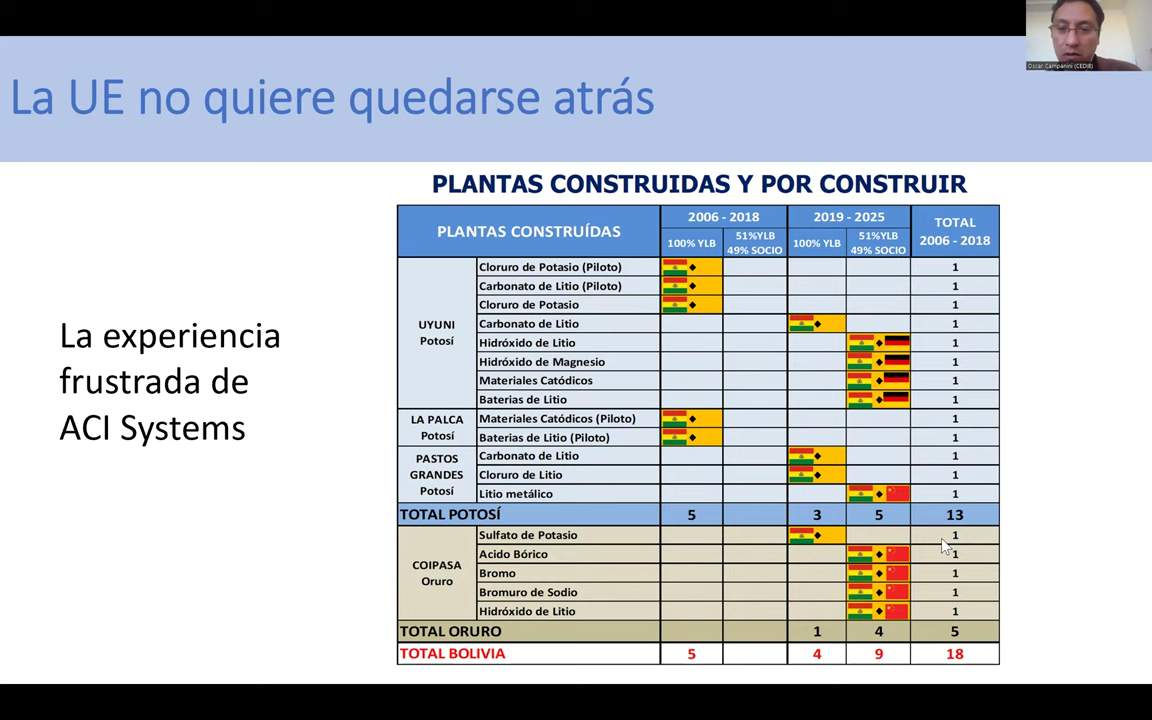 Oscar Campanini (CEDIB)
La UE no quiere quedarse atrás
La experiencia
frustrada de
ACI Systems
PLANTAS CONSTRUIDAS Y POR CONSTRUIR
PLANTAS CONSTRUÍDAS 2006 - 2018 2019 - 2025 TOTAL
2006 - 2018
100% YLB 51%YLB
49% SOCIO 100% YLB 51%YLB
49% SOCIO
UYUNI
Potosí
Cloruro de Potasio (Piloto) 1
Carbonato de Litio (Piloto) 1
Cloruro de Potasio 1
Carbonato de Litio 1
Hidróxido de Litio 1
Hidróxido de Magnesio 1
Materiales Catódicos 1
Baterias de Litio 1
LA PALCA
Potosí
Materiales Catódicos (Piloto) 1
Baterias de Litio (Piloto) 1
PASTOS
GRANDES
Potosí
Carbonato de Litio 1
Cloruro de Litio 1
Litio metálico 1
TOTAL POTOSÍ 5 3 5 13
COIPASA
Oruro
Sulfato de Potasio 1
Acido Bórico 1
Bromo 1
Bromuro de Sodio 1
Hidróxido de Litio 1
TOTAL ORURO 1 4 5
TOTAL BOLIVIA 5 4 9 18